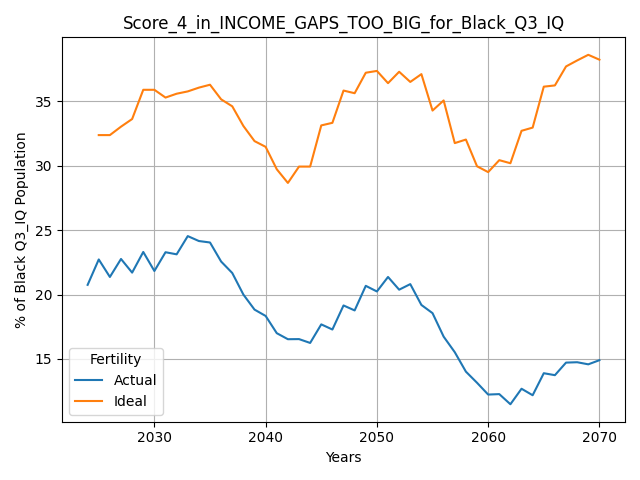 Score_4_in_INCOME_GAPS_TOO_BIG_for_Black_Q3_IQ
% of Black Q3_IQ Population
35
30
25
20
15
Fertility
Actual
Ideal
2030
2040
2050
2060
2070
Years